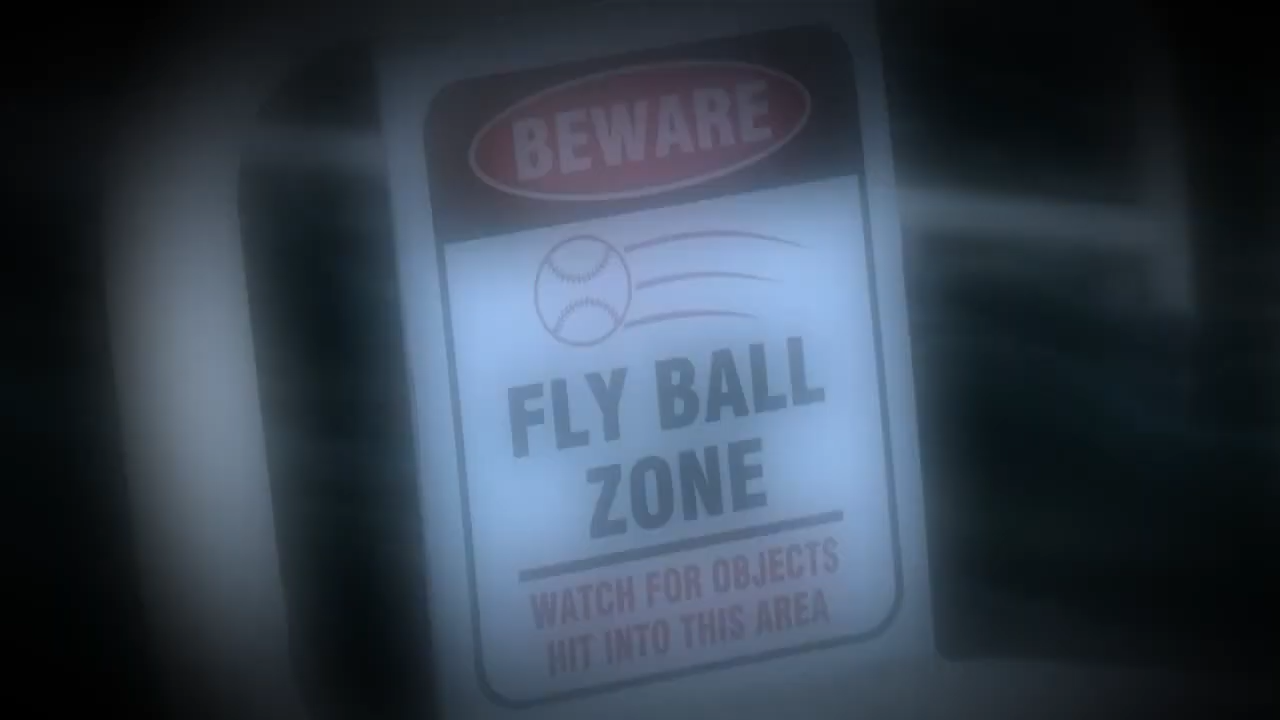 BEWARE
FLY BALL
ZONE
WATCH FOR OBJECTS
HIT INTO THIS AREA